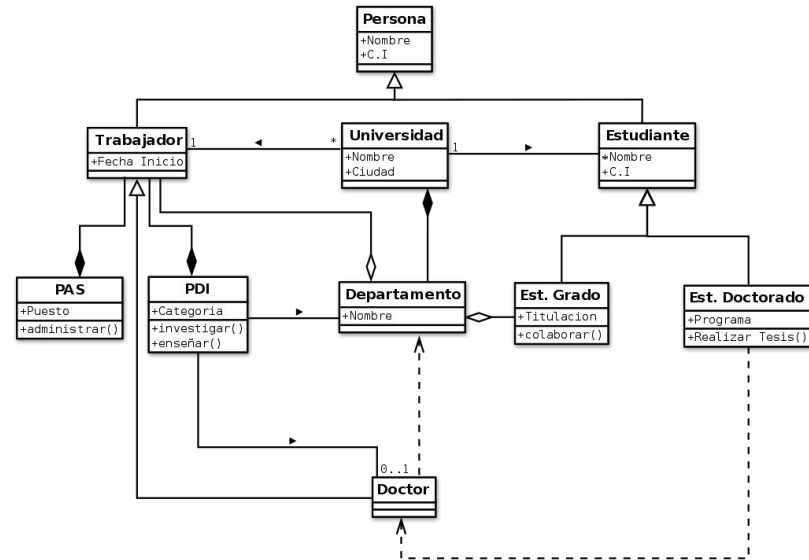 Persona
+Nombre
+C.I
Trabajador
+Fecha Inicio
1
*
Universidad
+Nombre
+Ciudad
1
Estudiante
+Nombre
+C.I
PAS
+Puesto
+administrar()
PDI
+Categoria
+investigar()
+enseñar()
Departamento
+Nombre
Est. Grado
+Titulacion
+colaborar()
Est. Doctorado
+Programa
+Realizar Tesis()
0..1
Doctor